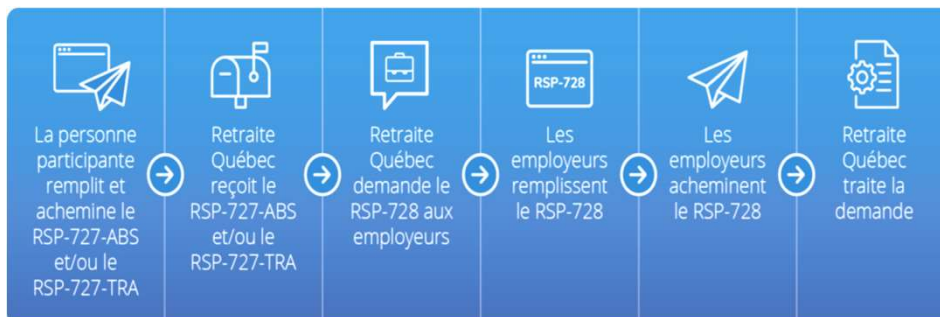 La personne
participante
remplit et
achemine le
RSP-727-ABS
et/ou le
RSP-727-TRA
Retraite
Québec
reçoit le
RSP-727-ABS
et/ou le
RSP-727-TRA
Retraite
Québec
demande le
RSP-728 aux
employeurs
RSP-728
Les
employeurs
remplissent
le RSP-728
Les
employeurs
acheminent
le RSP-728
Retraite
Québec
traite la
demande